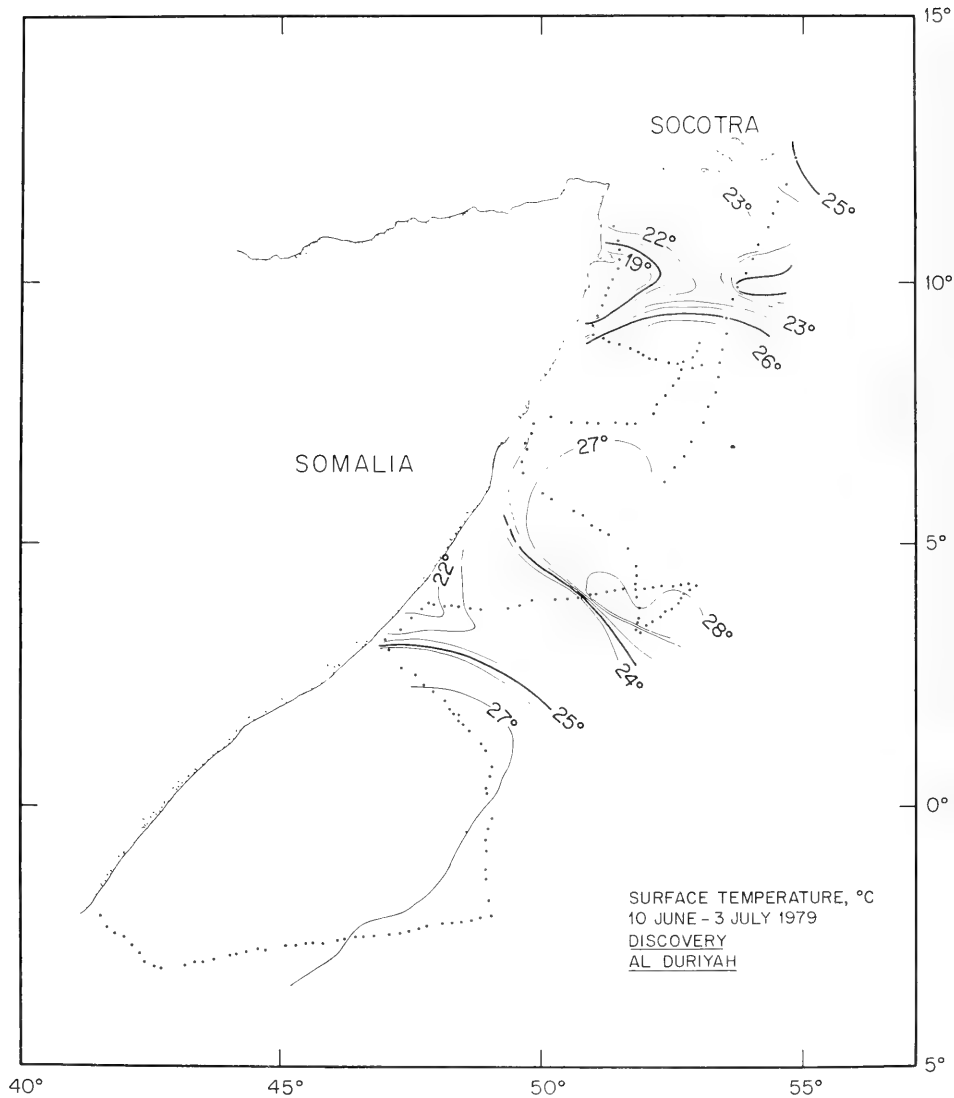 15°
SOCOTRA
23°
25°
22°
19°
10°
23°
26°
27°
SOMALIA
5°
22°
28°
24°
27°
25°
0°
SURFACE TEMPERATURE, °C
10 JUNE – 3 JULY 1979
DISCOVERY
AL DURIYAH
5°
40° 45° 50° 55°